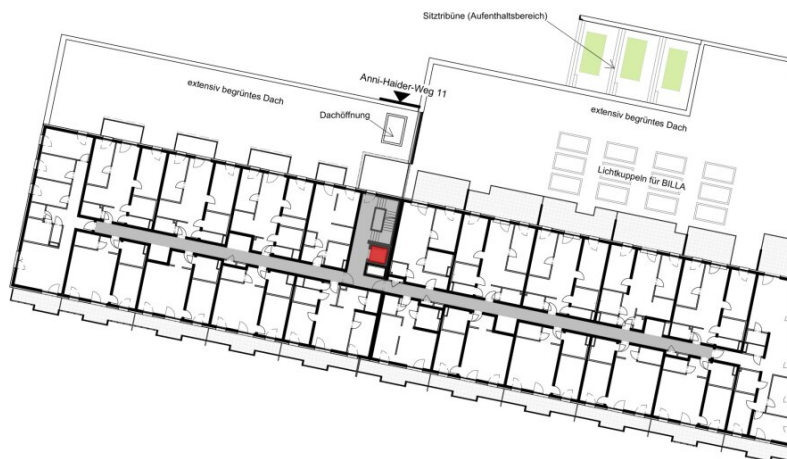 Sitztribüne (Aufenthaltsbereich)
extensiv begrüntes Dach
Anni-Haider-Weg 11
Dachöffnung
extensiv begrüntes Dach
Lichtkuppeln für BILLA